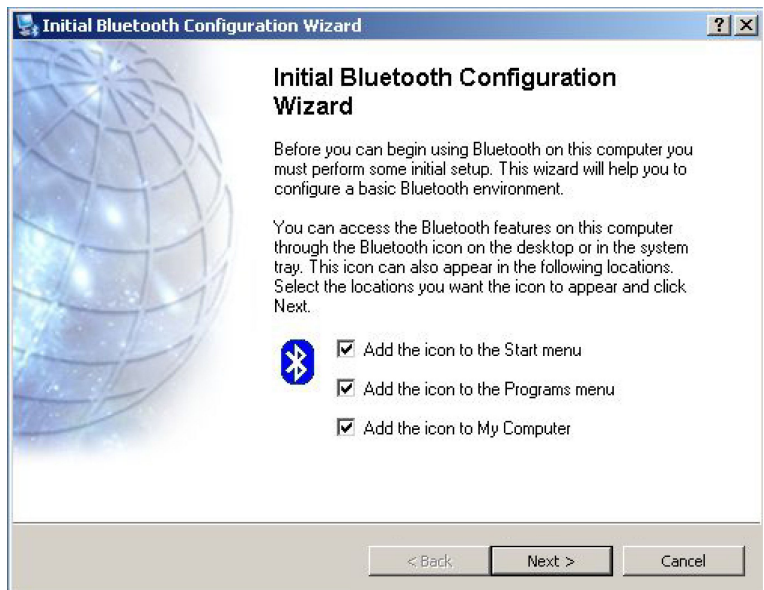 Initial Bluetooth Configuration Wizard
Initial Bluetooth Configuration
Wizard
Before you can begin using Bluetooth on this computer you
must perform some initial setup. This wizard will help you to
configure a basic Bluetooth environment.
You can access the Bluetooth features on this computer
through the Bluetooth icon on the desktop or in the system
tray. This icon can also appear in the following locations.
Select the locations you want the icon to appear and click
Next.
Add the icon to the Start menu
Add the icon to the Programs menu
Add the icon to My Computer
< Back
Next >
Cancel